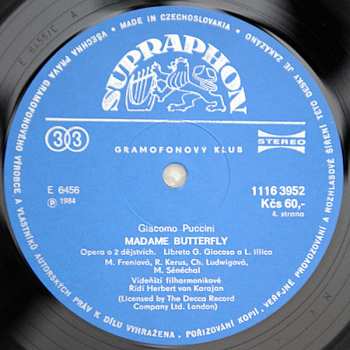 • MADE IN CZECHOSLOVAKIA • VŠECHNA PRÁVA GRAMOFONOVÉHO VÝROBCE A VLASTNÍKŮ AUTORSKÝCH PRÁV K DÍLU VYHRAŽENA. POŘIZOVÁNÍ KOPIÍ, VEŘEJNÉ PROVOZOVÁNÍ A ROZHLASOVÉ ŠÍŘENÍ TÉTO DESKY JE ZAKÁZÁNO
SUPRAPHON
33
GRAMOFONOVÝ KLUB
STEREO
E 6456
Ⓟ 1984
1116 3952
Kčs 60,-
4. strana
Giacomo Puccini
MADAME BUTTERFLY
Opera o 2 dějstvích. Libreto G. Giacosa a L. Illica
M. Freniová, R. Kerus, Ch. Ludwigová,
M. Sénéchal
Vídeňští filharmonikové
Řídí Herbert von Karajan
(Licensed by The Decca Record
Company Ltd. London)